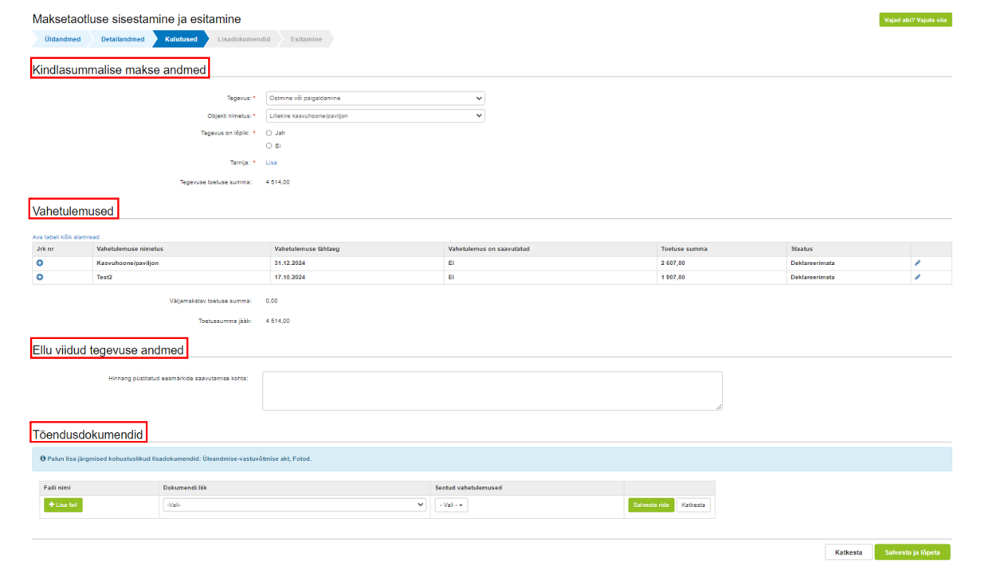 Maksetaotluse sisestamine ja esitamine
Vajad abi? Vajuta siia
Üldandmed Detailandmed Kulutused Lisadokumendid Esitamine
Kindlasummalise makse andmed
Tegevus: * Ostmine või paigaldamine
Objekti nimetus: * Lillekire kasvuhoone/paviljon
Tegevus on lõplik: * Jah
Ei
Tarnija: * Lisa
Tegevuse toetuse summa: 4 514,00
Vahetulemused
Ava tabeli kõik alamread
Jrk nr Vahetulemuse nimetus Vahetulemuse tähtaeg Vahetulemus on saavutatud Toetuse summa Staatus
Kasvuhoone/paviljon 31.12.2024 EI 2 607,00 Deklareerimata
Test2 17.10.2024 EI 1 907,00 Deklareerimata
Väljamakstav toetuse summa: 0,00
Toetussumma jääk: 4 514,00
Ellu viidud tegevuse andmed
Hinnang püstitatud eesmärkide saavutamise kohta:
Tõendusdokumendid
Palun lisa järgmised kohustuslikud lisadokumendid: Üleandmise-vastuvõtmise akt, Fotod.
Faili nimi Dokumendi liik Seotud vahetulemused
Lisa fail -Vali- - Vali - Salvesta rida Katkesta
Katkesta Salvesta ja lõpeta